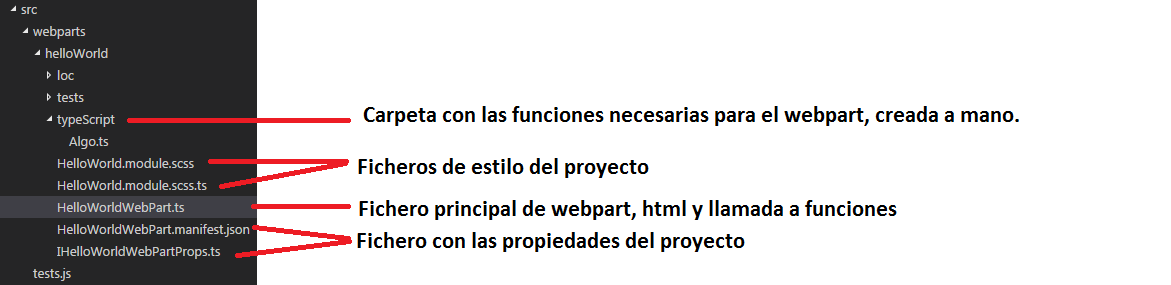 src
webparts
helloWorld
loc
tests
typeScript
Carpeta con las funciones necesarias para el webpart, creada a mano.
Algo.ts
HelloWorld.module.scss
Ficheros de estilo del proyecto
HelloWorld.module.scss.ts
HelloWorldWebPart.ts
Fichero principal de webpart, html y llamada a funciones
HelloWorldWebPart.manifest.json
Fichero con las propiedades del proyecto
IHelloWorldWebPartProps.ts
tests.js